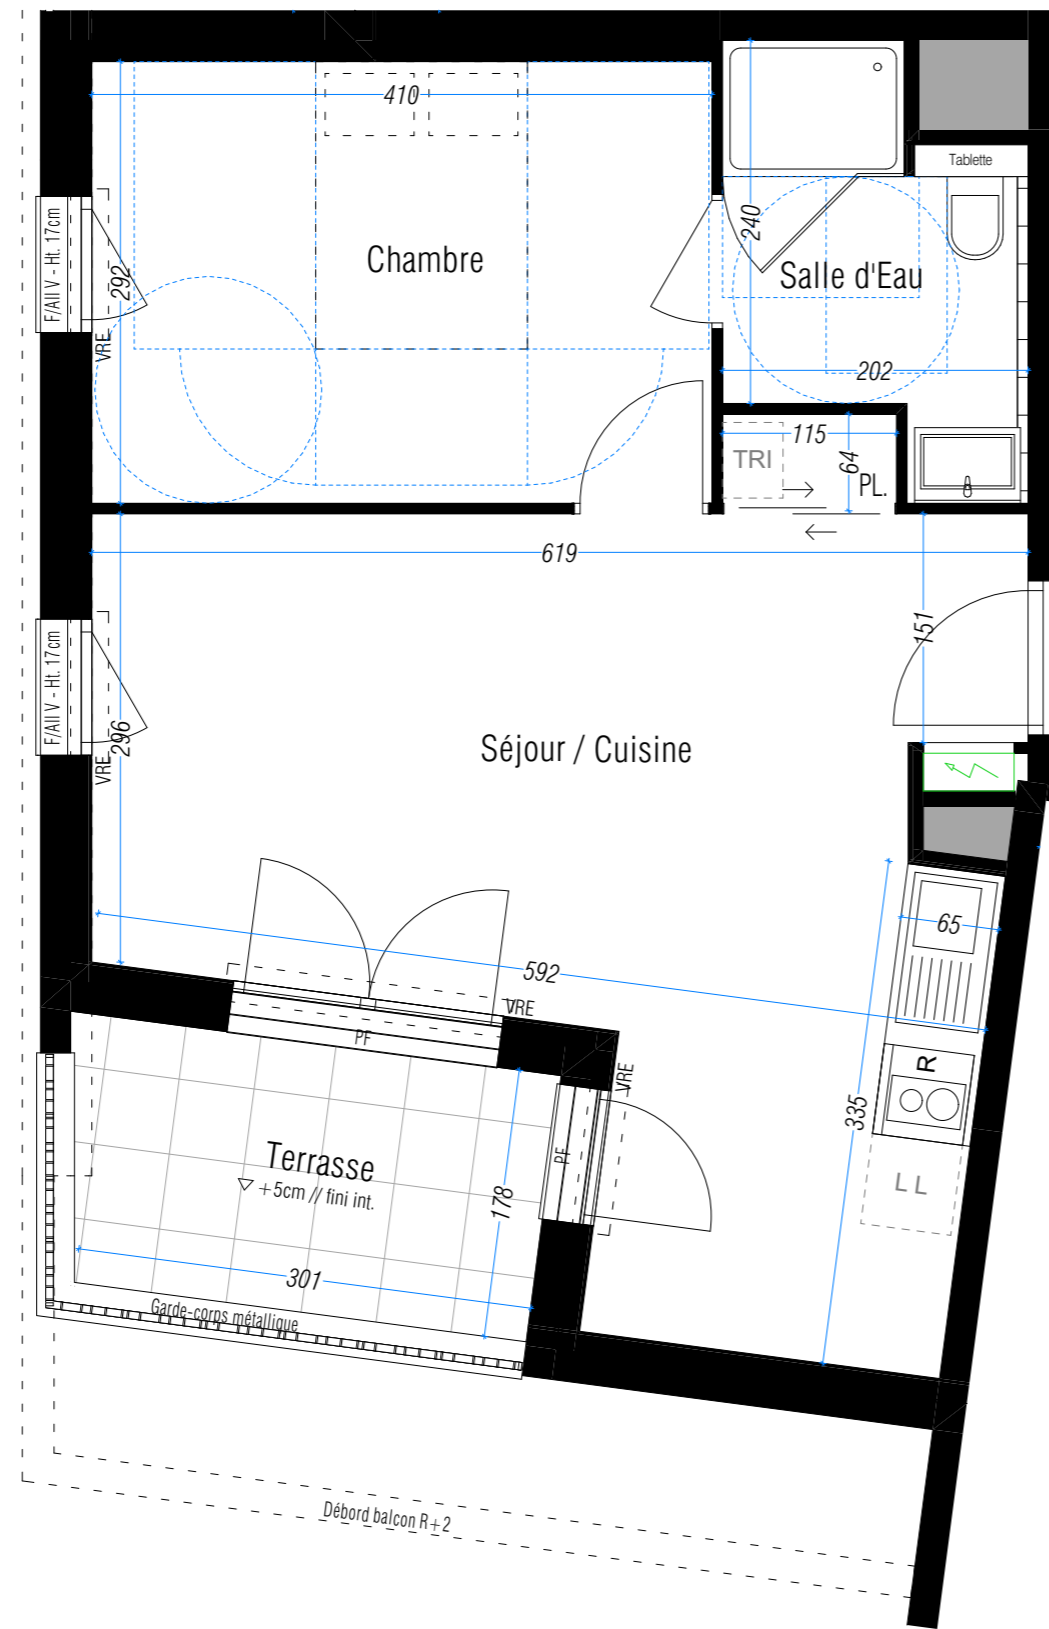 410
Tablette
240
Chambre
Salle d'Eau
F/All V - Ht. 17cm
292
VRE
202
115
TRI
64
PL.
619
151
F/All V - Ht. 17cm
296
VRE
Séjour / Cuisine
65
592
VRE
PF
R
VRE
335
PF
Terrasse
+5cm // fini int.
178
LL
301
Garde-corps métallique
Débord balcon R+2